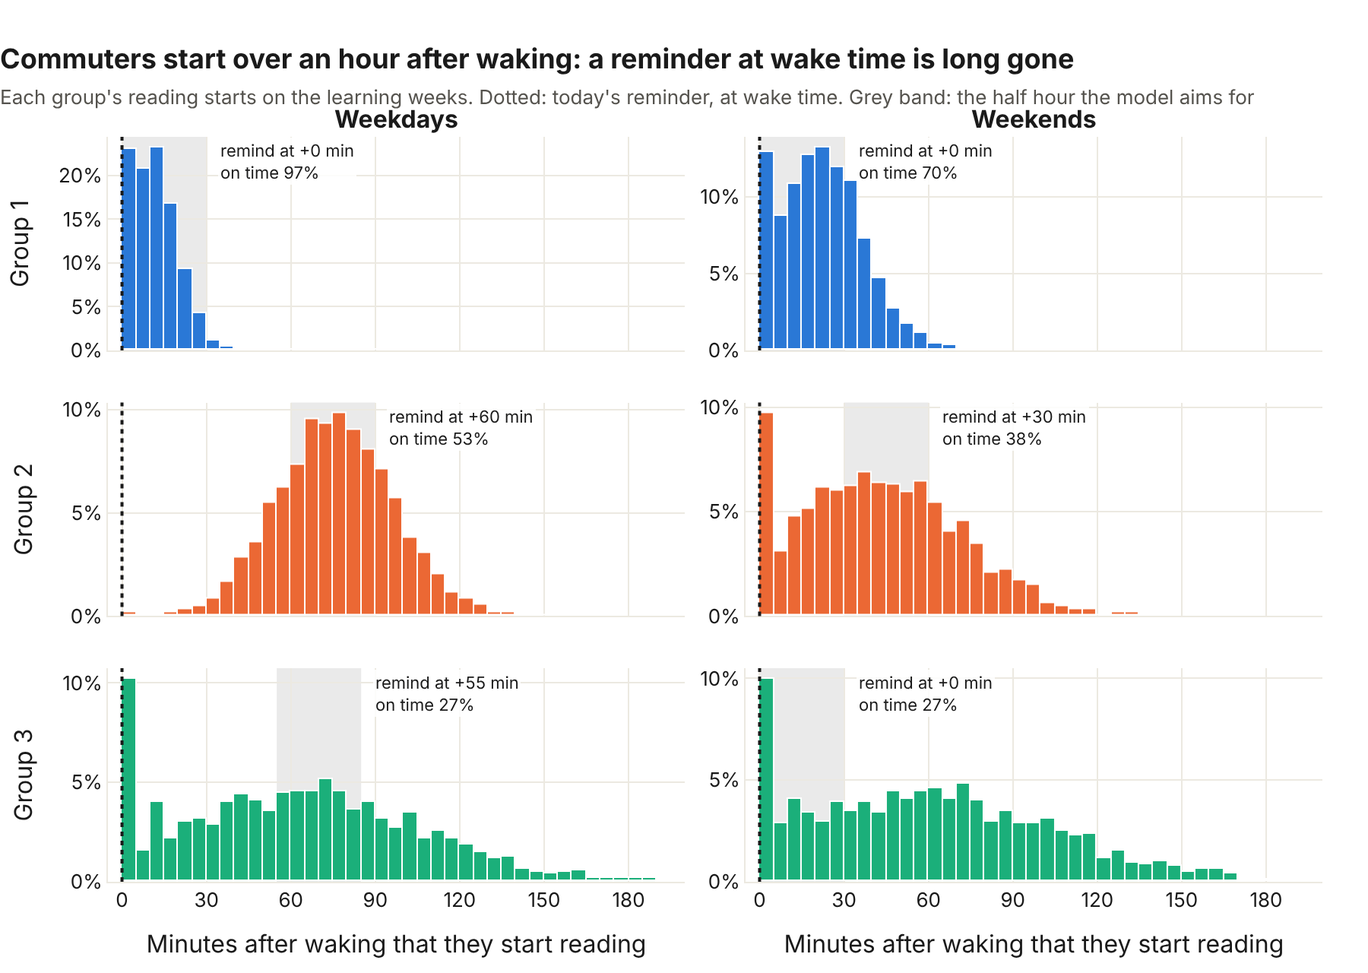 Commuters start over an hour after waking: a reminder at wake time is long gone
Each group's reading starts on the learning weeks. Dotted: today's reminder, at wake time. Grey band: the half hour the model aims for
Weekdays
Weekends
Group 1
20%
15%
10%
5%
0%
remind at +0 min
on time 97%
10%
5%
0%
remind at +0 min
on time 70%
Group 2
10%
5%
0%
remind at +60 min
on time 53%
10%
5%
0%
remind at +30 min
on time 38%
Group 3
10%
5%
0%
remind at +55 min
on time 27%
10%
5%
0%
remind at +0 min
on time 27%
0 30 60 90 120 150 180
0 30 60 90 120 150 180
Minutes after waking that they start reading
Minutes after waking that they start reading